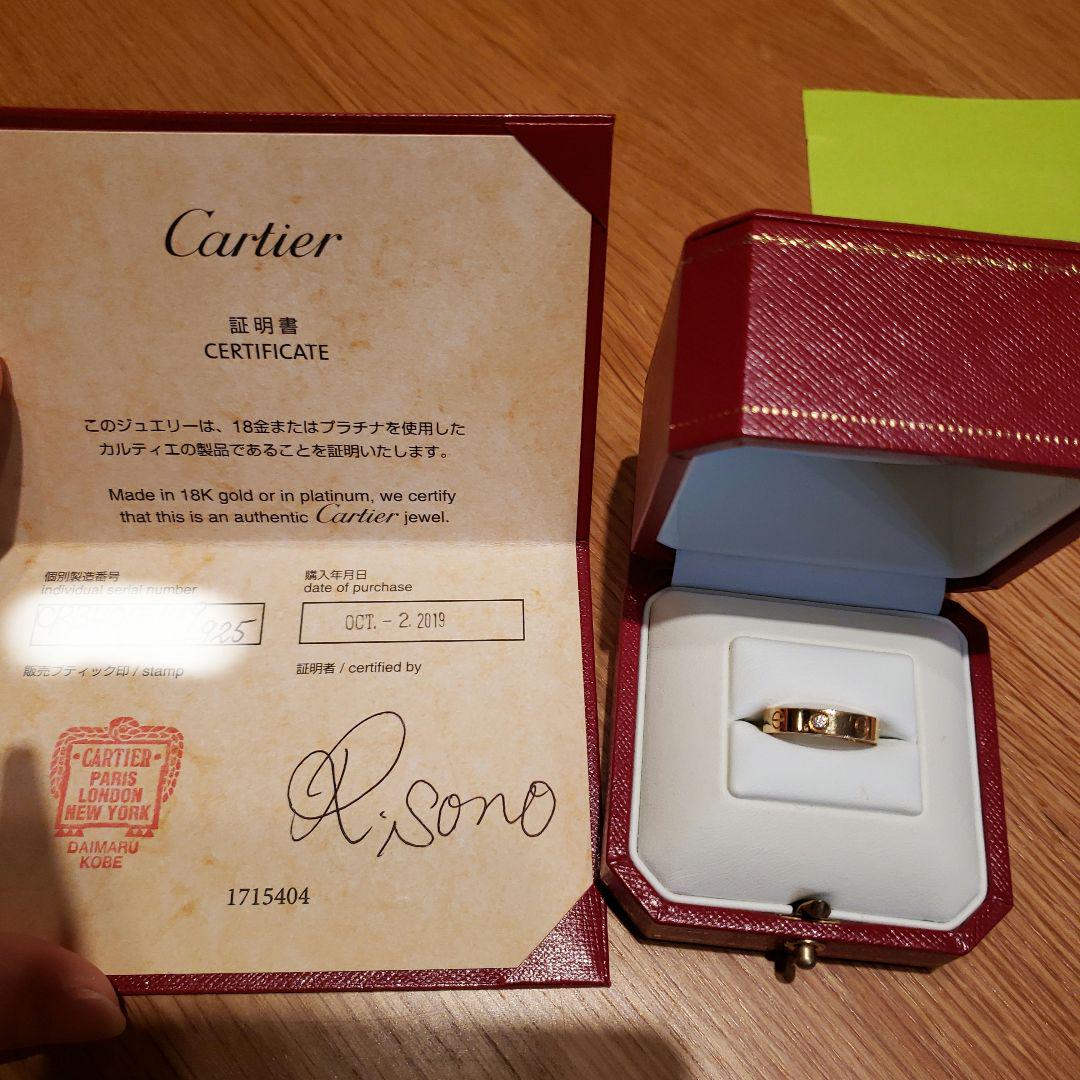 Cartier
証明書
CERTIFICATE
このジュエリーは、18金またはプラチナを使用した
カルティエの製品であることを証明いたします。
Made in 18K gold or in platinum, we certify
that this is an authentic Cartier jewel.
個別製造番号
individual serial number
925
購入年月日
date of purchase
OCT. - 2. 2019
販売ブティック印 / stamp
証明者 / certified by
CARTIER
PARIS
LONDON
NEW YORK
DAIMARU
KOBE
R. isono
1715404